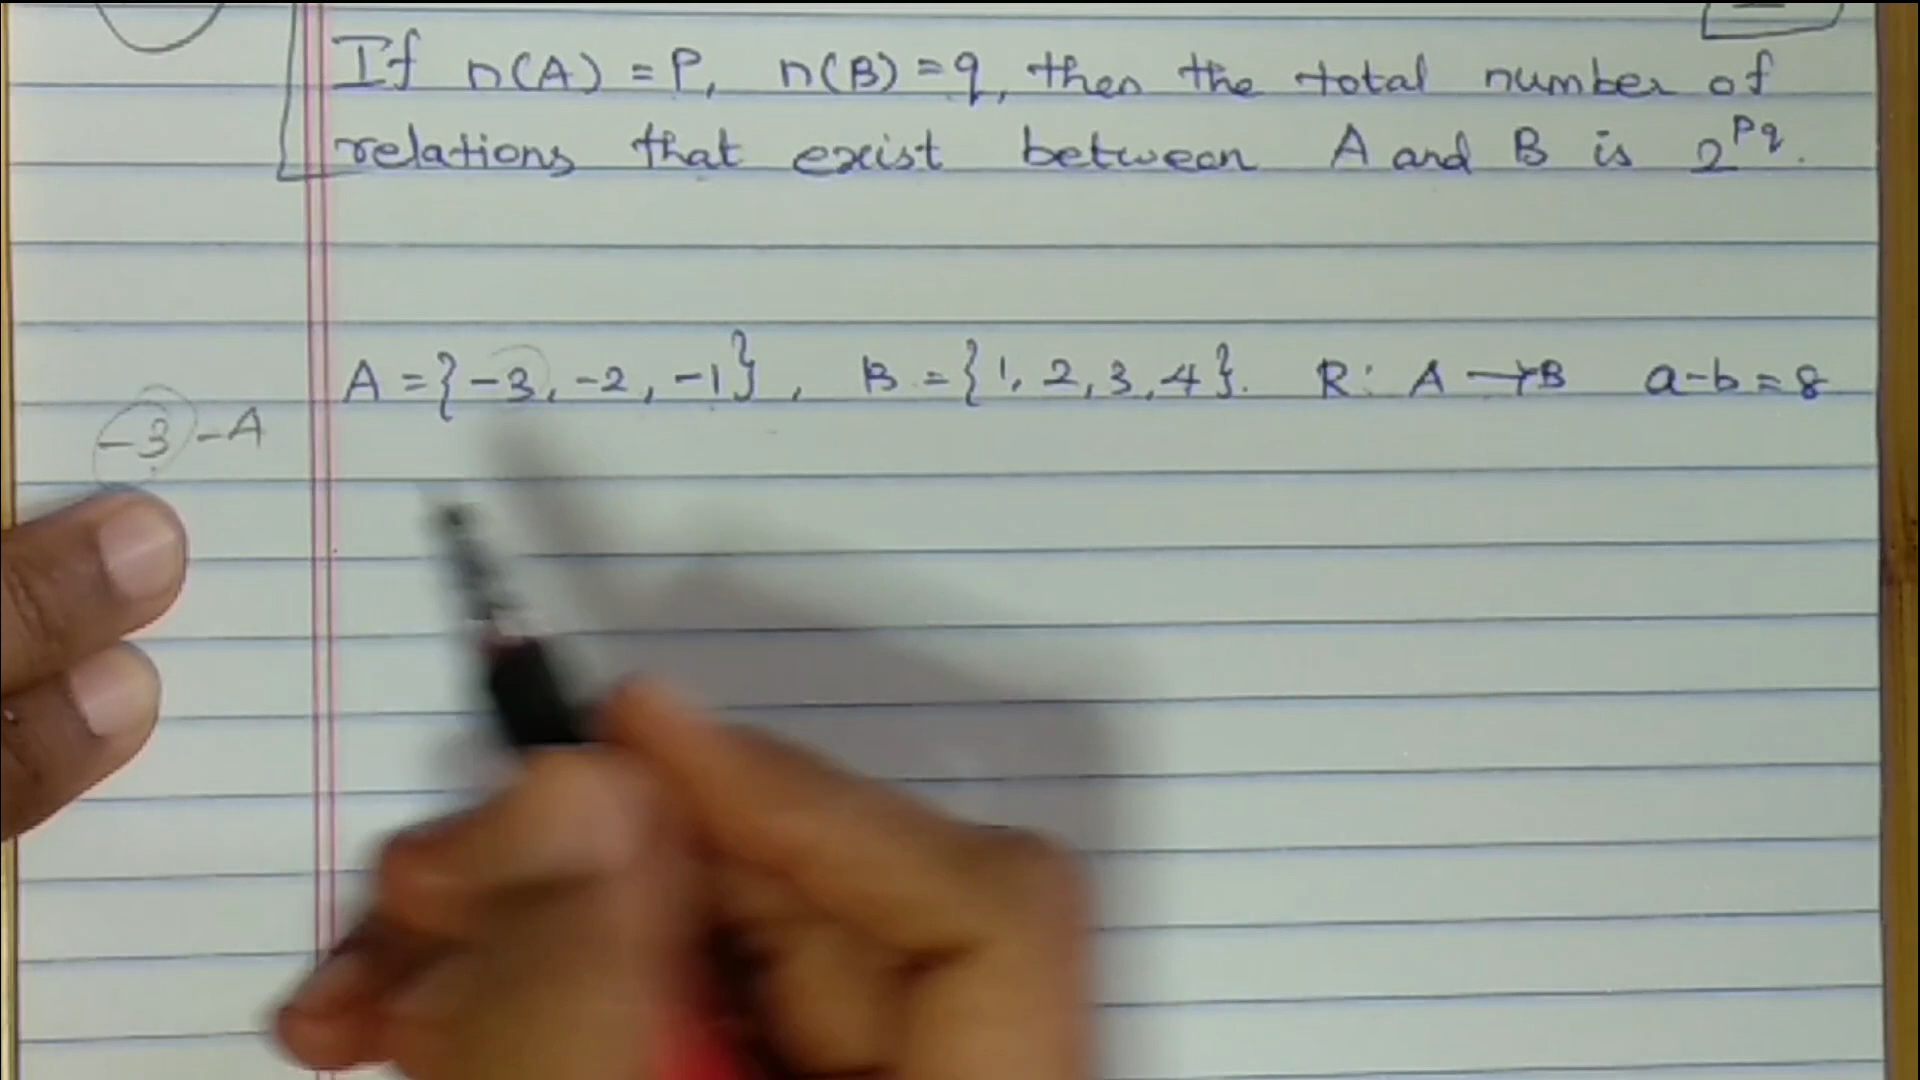 If n(A) = P, n(B) = q, then the total number of
relations that exist between A and B is 2^{pq}.
A = {-3, -2, -1}, B = {1, 2, 3, 4}. R: A → B a-b = 8
-3 - A